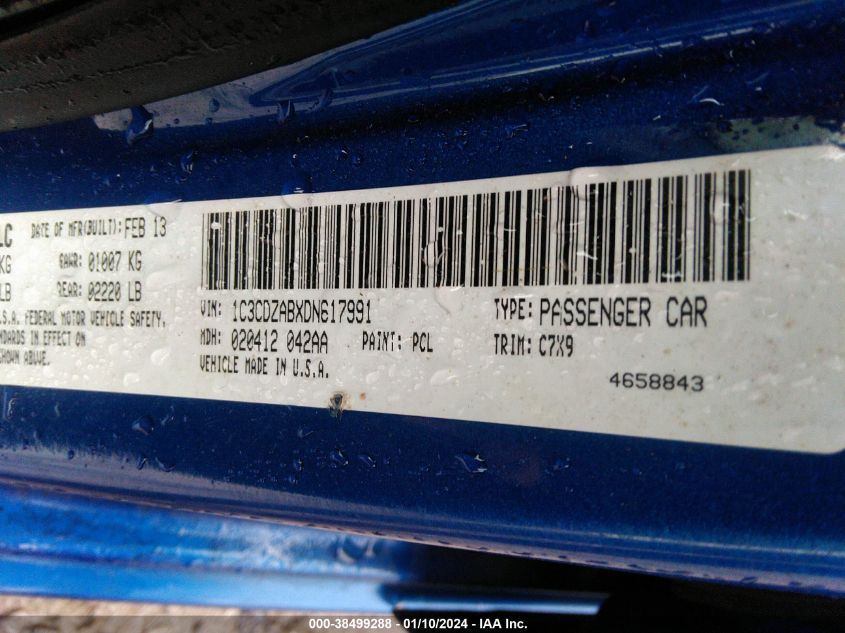 LC DATE OF MFR(BUILT): FEB 13
KG GAWR: 01007 KG
LB REAR: 02220 LB
.S.A. FEDERAL MOTOR VEHICLE SAFETY,
NDARDS IN EFFECT ON
SHOWN ABOVE.
VIN: 1C3CDZABXDN617991 TYPE: PASSENGER CAR
MDH: 020412 042AA PAINT: PCL TRIM: C7X9
VEHICLE MADE IN U.S.A.
4658843
000-38499288 — 01/10/2024 — IAA Inc.